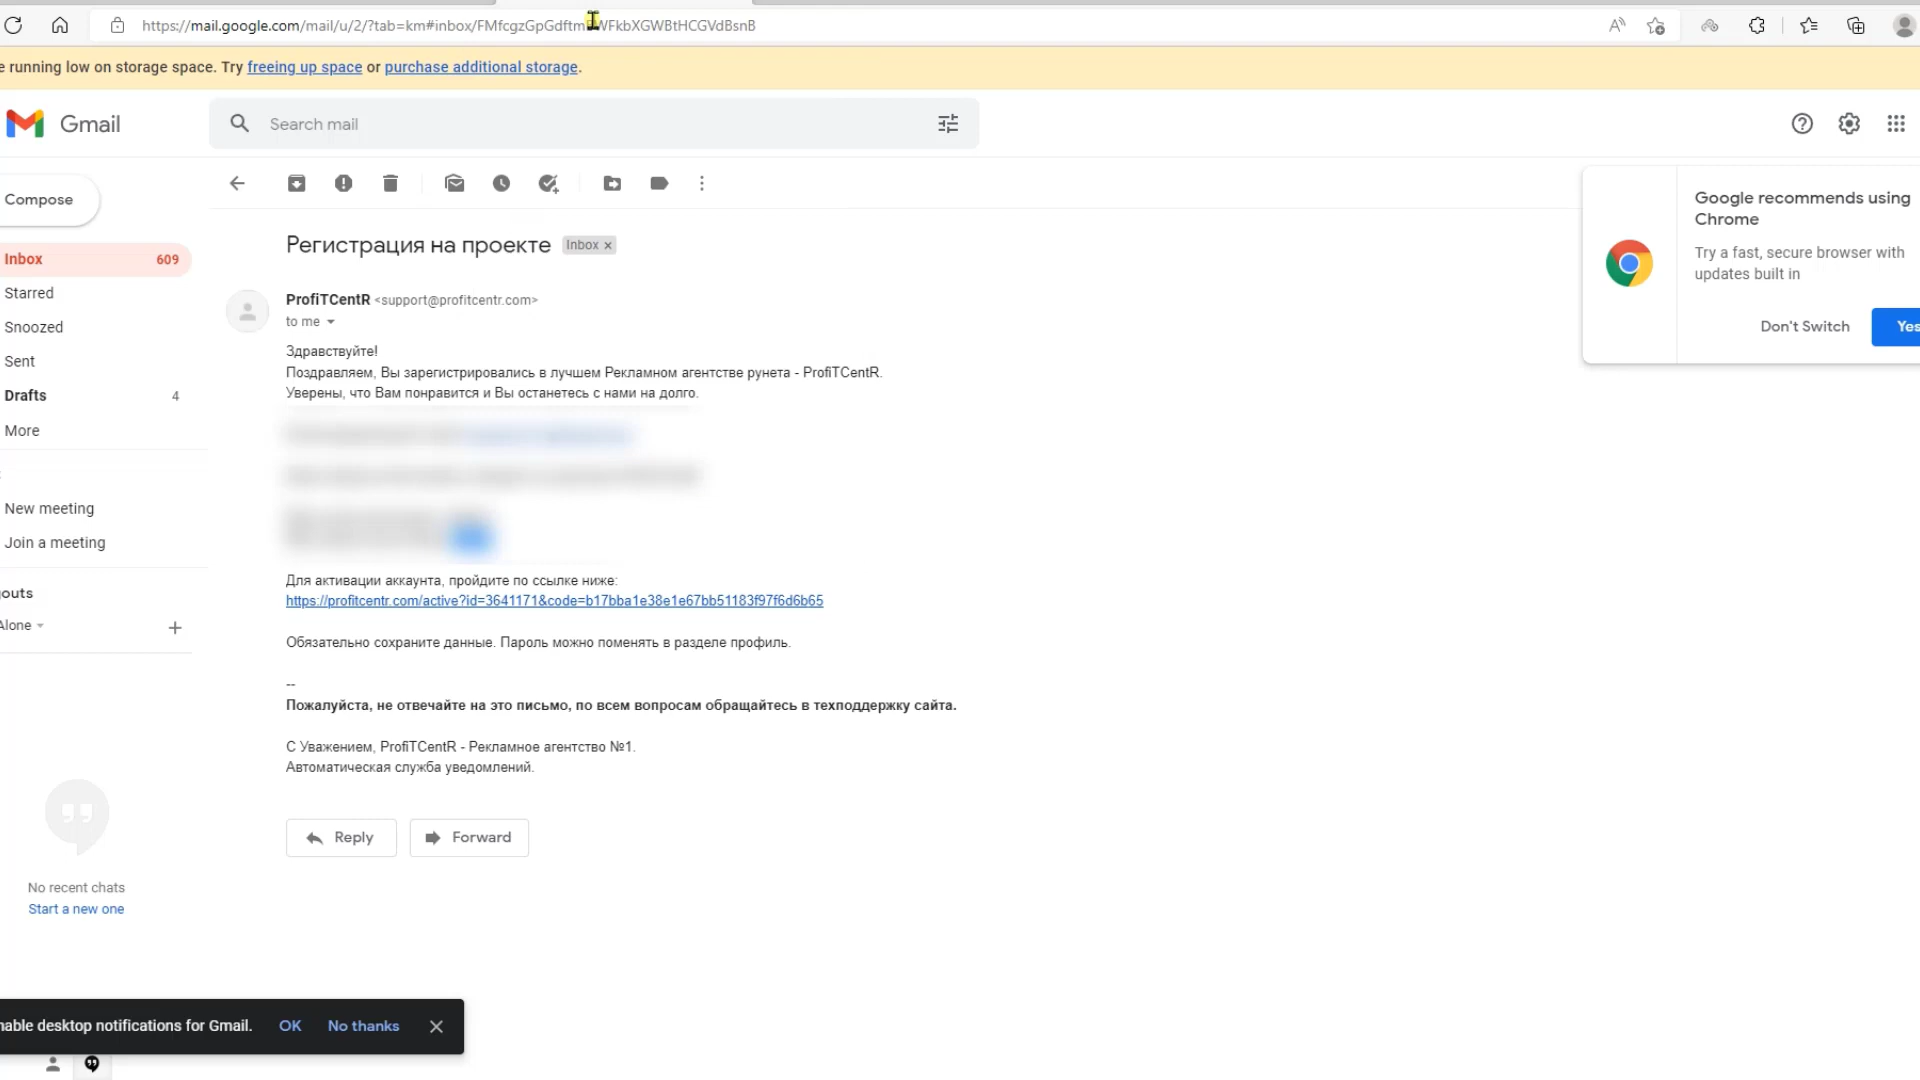 https://mail.google.com/mail/u/2/?tab=km#inbox/FMfcgzGpGdftm WFkbXGWBtHCGVdBsnB
e running low on storage space. Try freeing up space or purchase additional storage.
Gmail
Search mail
Compose
Inbox 609
Starred
Snoozed
Sent
Drafts 4
More
New meeting
Join a meeting
outs
Alone
No recent chats
Start a new one
Регистрация на проекте Inbox x
ProfiTCentR <support@profitcentr.com>
to me
Здравствуйте!
Поздравляем, Вы зарегистрировались в лучшем Рекламном агентстве рунета - ProfiTCentR.
Уверены, что Вам понравится и Вы останетесь с нами на долго.
Для активации аккаунта, пройдите по ссылке ниже:
https://profitcentr.com/active?id=3641171&code=b17bba1e38e1e67bb51183f97f6d6b65
Обязательно сохраните данные. Пароль можно поменять в разделе профиль.
--
Пожалуйста, не отвечайте на это письмо, по всем вопросам обращайтесь в техподдержку сайта.
С Уважением, ProfiTCentR - Рекламное агентство №1.
Автоматическая служба уведомлений.
Reply
Forward
Google recommends using
Chrome
Try a fast, secure browser with
updates built in
Don't Switch
Yes
nable desktop notifications for Gmail. OK No thanks